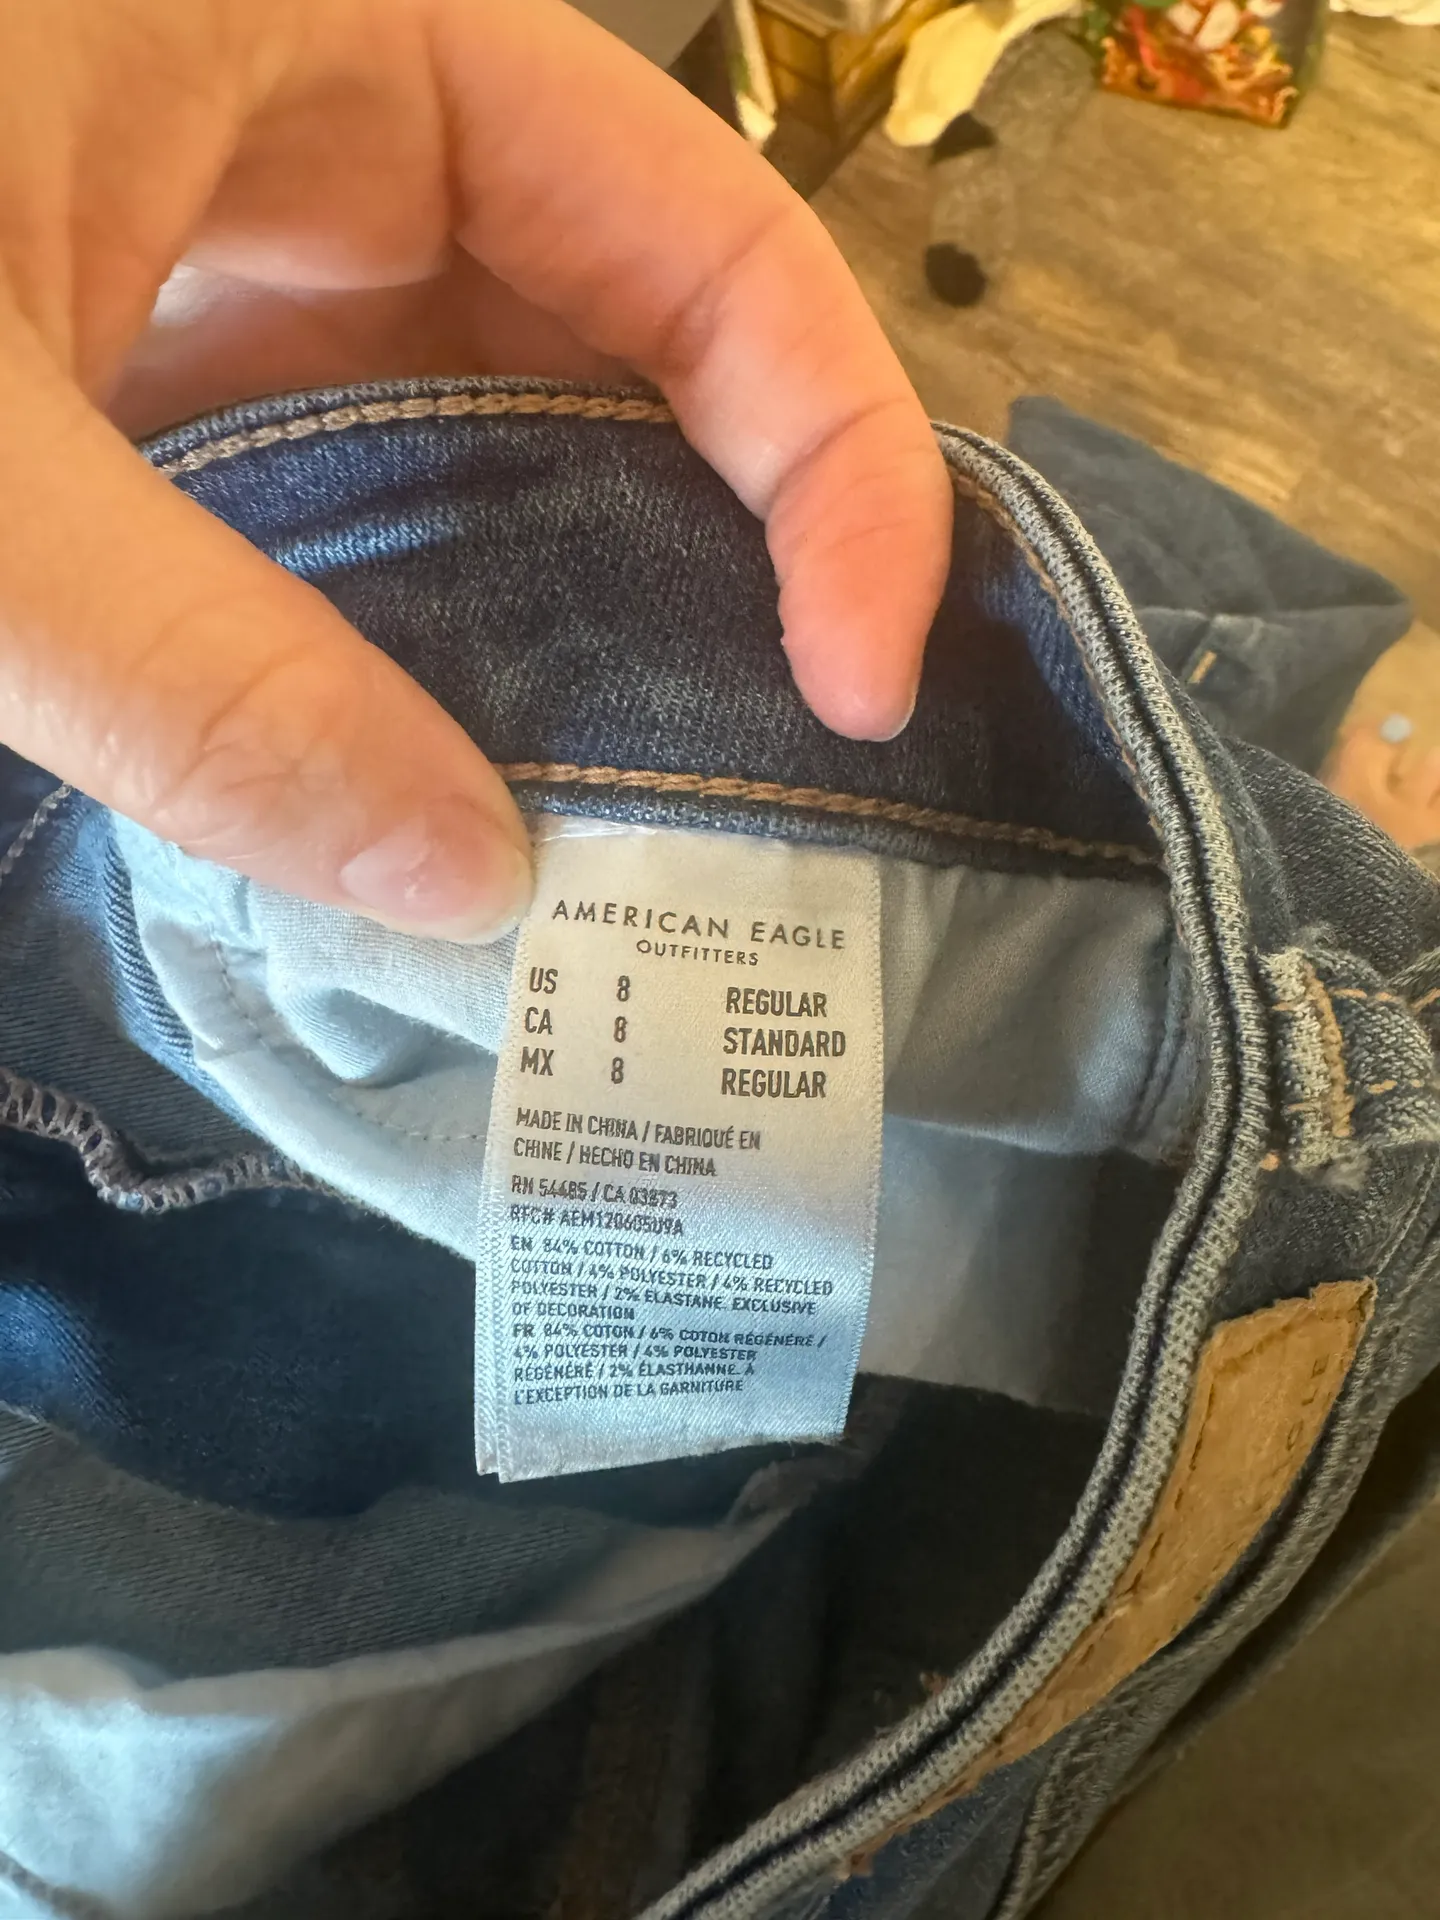 AMERICAN EAGLE
OUTFITTERS
US 8 REGULAR
CA 8 STANDARD
MX 8 REGULAR
MADE IN CHINA / FABRIQUÉ EN
CHINE / HECHO EN CHINA
RN 54485 / CA 03873
RFC# AEM120605U9A
EN 84% COTTON / 6% RECYCLED
COTTON / 4% POLYESTER / 4% RECYCLED
POLYESTER / 2% ELASTANE. EXCLUSIVE
OF DECORATION
FR 84% COTON / 6% COTON RÉGÉNÉRÉ /
4% POLYESTER / 4% POLYESTER
RÉGÉNÉRÉ / 2% ÉLASTHANNE. À
L'EXCEPTION DE LA GARNITURE